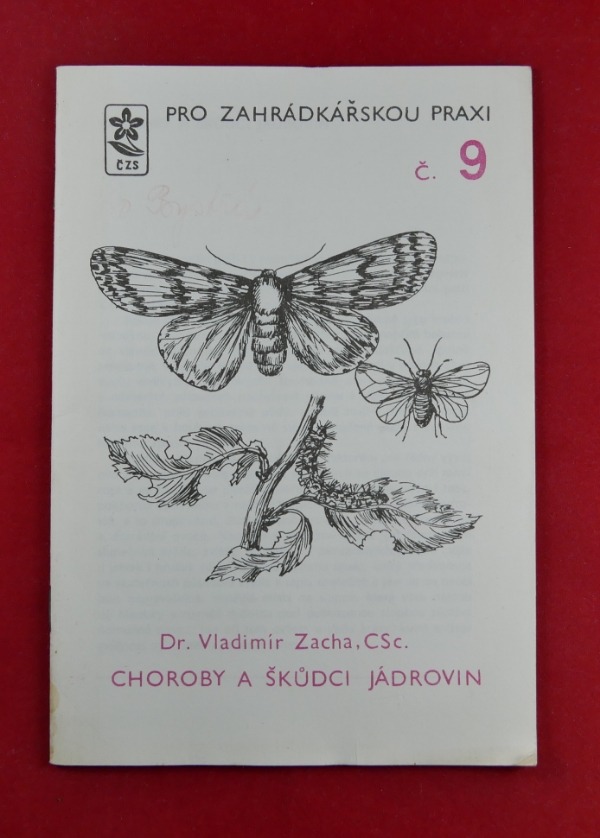 PRO ZAHRÁDKÁŘSKOU PRAXI
ČZS
č. 9
Dr. Vladimír Zacha, CSc.
CHOROBY A ŠKŮDCI JÁDROVIN